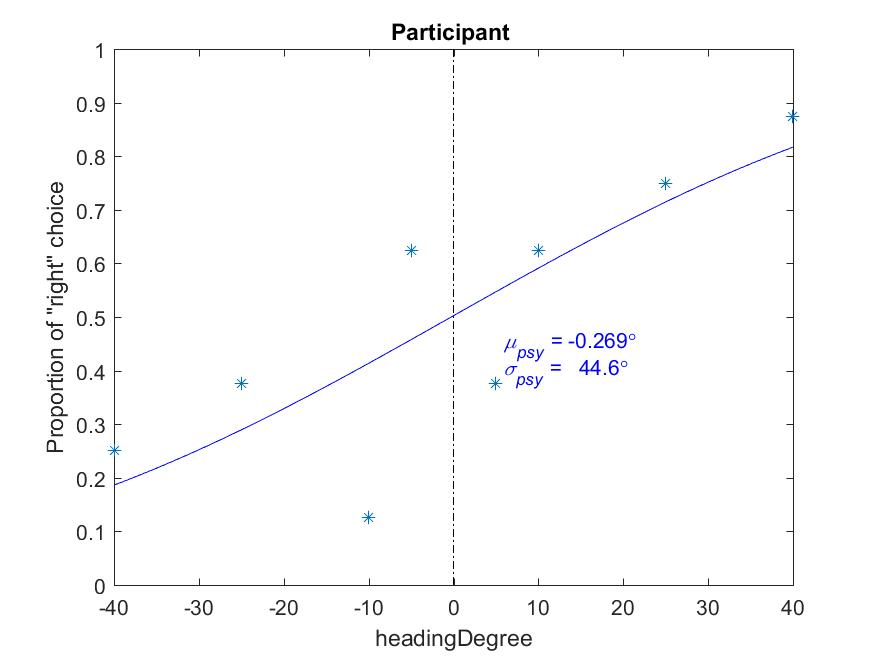 Participant
1
0.9
0.8
0.7
0.6
0.5
0.4
0.3
0.2
0.1
0
Proportion of "right" choice
μpsy = -0.269°
σpsy = 44.6°
-40 -30 -20 -10 0 10 20 30 40
headingDegree